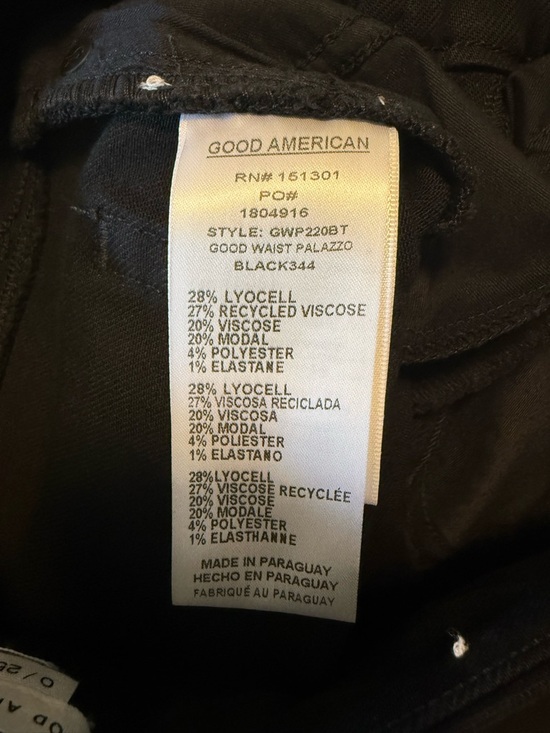 GOOD AMERICAN
RN# 151301
PO#
1804916
STYLE: GWP220BT
GOOD WAIST PALAZZO
BLACK344
28% LYOCELL
27% RECYCLED VISCOSE
20% VISCOSE
20% MODAL
4% POLYESTER
1% ELASTANE
28% LYOCELL
27% VISCOSA RECICLADA
20% VISCOSA
20% MODAL
4% POLIESTER
1% ELASTANO
28%LYOCELL
27% VISCOSE RECYCLÉE
20% VISCOSE
20% MODALE
4% POLYESTER
1% ELASTHANNE
MADE IN PARAGUAY
HECHO EN PARAGUAY
FABRIQUÉ AU PARAGUAY